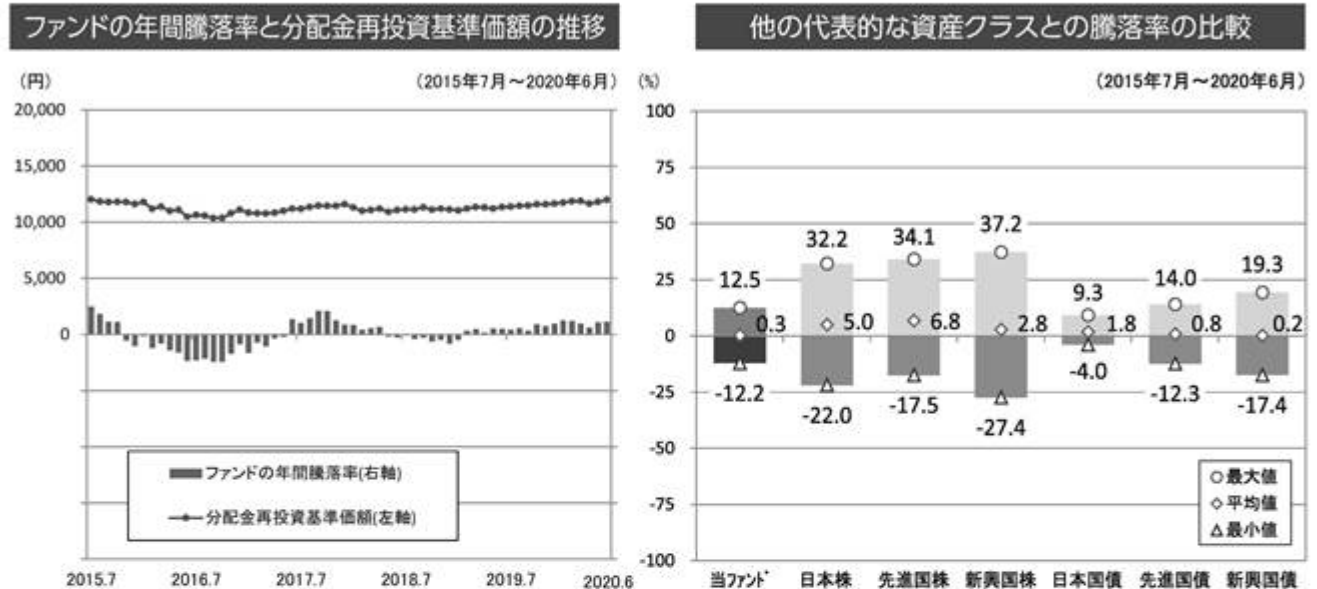 ファンドの年間騰落率と分配金再投資基準価額の推移
(円)
(2015年7月～2020年6月)
20,000
15,000
10,000
5,000
0
ファンドの年間騰落率(右軸)
分配金再投資基準価額(左軸)
2015.7 2016.7 2017.7 2018.7 2019.7 2020.6
他の代表的な資産クラスとの騰落率の比較
(%)
(2015年7月～2020年6月)
100
75
50
25
0
-25
-50
-75
-100
12.5 32.2 34.1 37.2 9.3 14.0 19.3
0.3 5.0 6.8 2.8 1.8 0.8 0.2
-12.2 -22.0 -17.5 -27.4 -4.0 -12.3 -17.4
最大値
平均値
最小値
当ﾌｧﾝﾄﾞ 日本株 先進国株 新興国株 日本国債 先進国債 新興国債